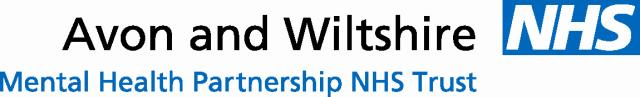 Avon and Wiltshire NHS
Mental Health Partnership NHS Trust